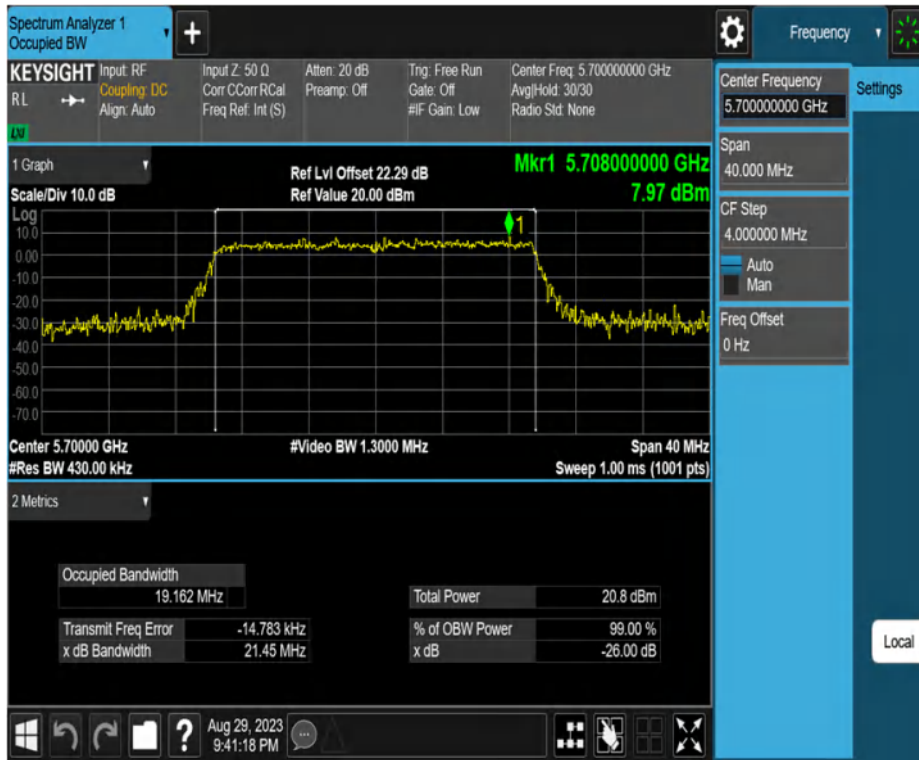 Spectrum Analyzer 1
Occupied BW
Frequency
KEYSIGHT
RL
LXI
Input: RF
Coupling: DC
Align: Auto
Input Z: 50 Ω
Corr CCorr RCal
Freq Ref: Int (S)
Atten: 20 dB
Preamp: Off
Trig: Free Run
Gate: Off
#IF Gain: Low
Center Freq: 5.700000000 GHz
Avg|Hold: 30/30
Radio Std: None
1 Graph
Scale/Div 10.0 dB
Ref Lvl Offset 22.29 dB
Ref Value 20.00 dBm
Mkr1 5.708000000 GHz
7.97 dBm
Log
10.0
0.00
-10.0
-20.0
-30.0
-40.0
-50.0
-60.0
-70.0
1
Center 5.70000 GHz
#Res BW 430.00 kHz
#Video BW 1.3000 MHz
Span 40 MHz
Sweep 1.00 ms (1001 pts)
2 Metrics
Occupied Bandwidth
19.162 MHz
Transmit Freq Error -14.783 kHz
x dB Bandwidth 21.45 MHz
Total Power 20.8 dBm
% of OBW Power 99.00 %
x dB -26.00 dB
Aug 29, 2023
9:41:18 PM
Center Frequency
5.700000000 GHz
Span
40.000 MHz
CF Step
4.000000 MHz
Auto
Man
Freq Offset
0 Hz
Settings
Local